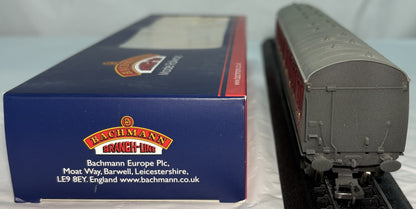 BACHMANN
BRANCH-LINE
Bachmann Europe Plc,
Moat Way, Barwell, Leicestershire,
LE9 8EY. England www.bachmann.co.uk